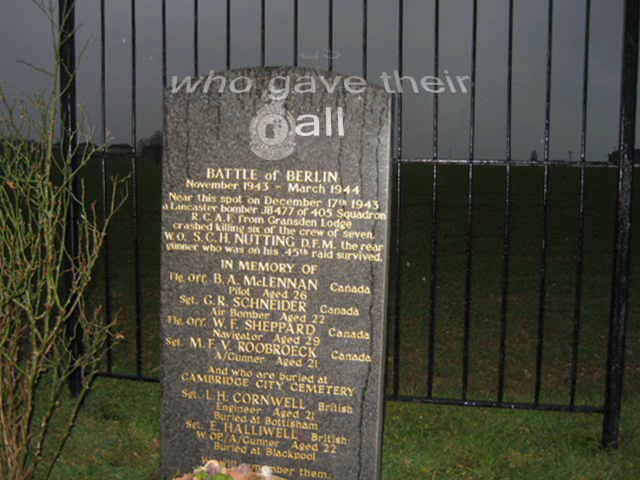 us
who gave their
all
BATTLE of BERLIN
November 1943 - March 1944
Near this spot on December 17th 1943
a Lancaster bomber JB477 of 405 Squadron
R.C.A.F. from Gransden Lodge
crashed killing six of the crew of seven.
W.O. S.C.H. NUTTING D.F.M. the rear
gunner who was on his 45th raid survived.
IN MEMORY OF
Flg. Off. B. A. McLENNAN Canada
Pilot Aged 26
Sgt. G.R. SCHNEIDER Canada
Air Bomber Aged 22
Flg. Off. W. F. SHEPPARD Canada
Navigator Aged 29
Sgt. M. F. V. ROOBROECK Canada
A/Gunner Aged 21
And who are buried at
CAMBRIDGE CITY CEMETERY
Sgt. L.H. CORNWELL British
Engineer Aged 21
Buried at Bottisham
Sgt. E. HALLIWELL British
W.OP/A/Gunner Aged 22
Buried at Blackpool
remember them